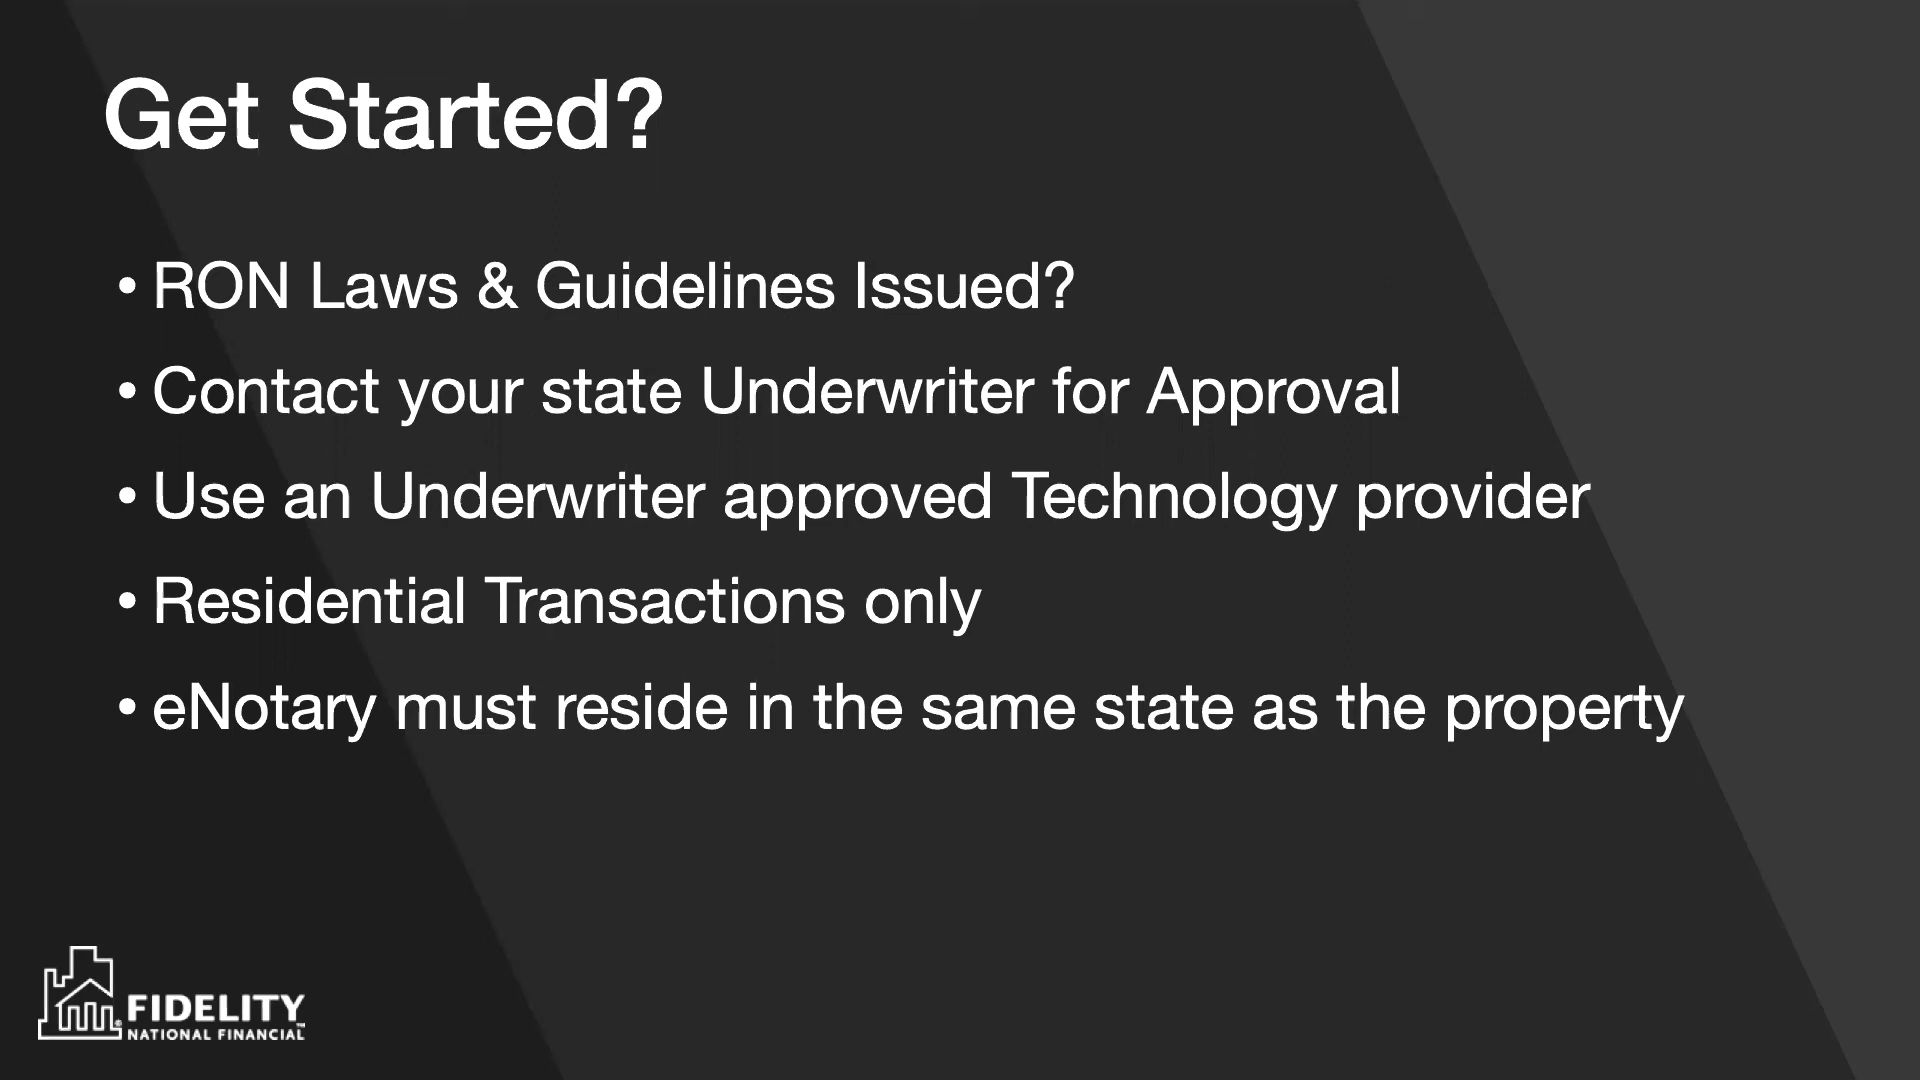 Get Started?
• RON Laws & Guidelines Issued?
• Contact your state Underwriter for Approval
• Use an Underwriter approved Technology provider
• Residential Transactions only
• eNotary must reside in the same state as the property
FIDELITY
NATIONAL FINANCIAL™